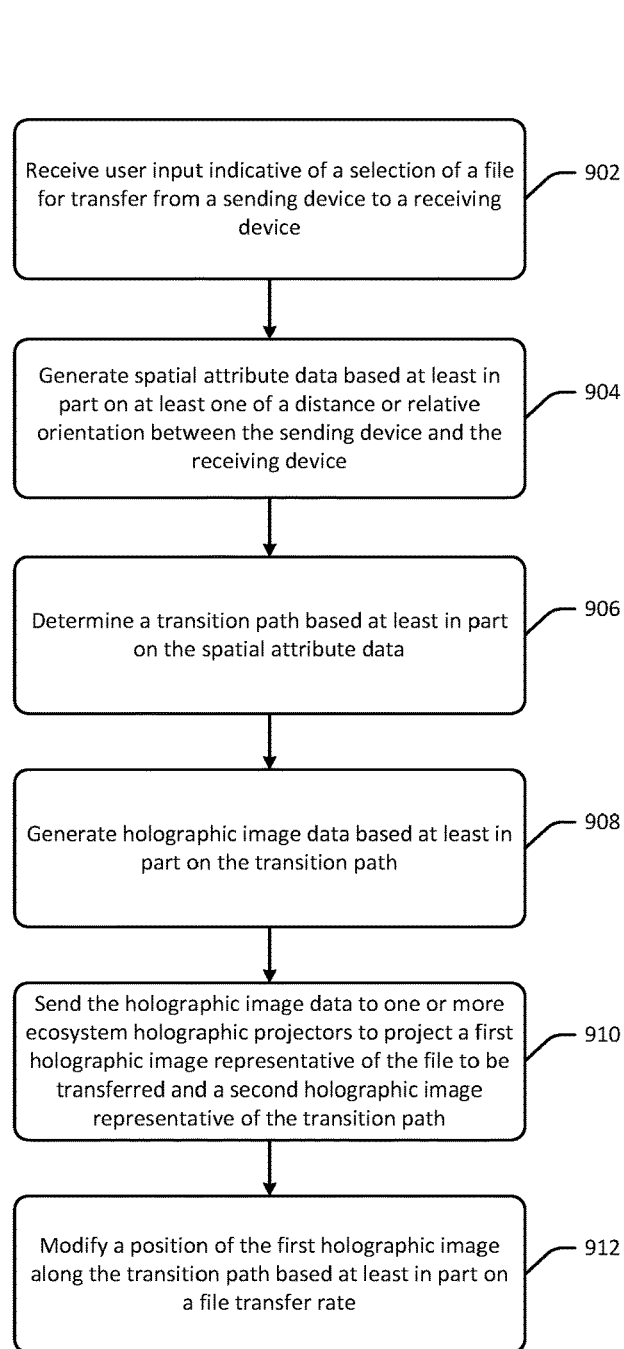 Receive user input indicative of a selection of a file
for transfer from a sending device to a receiving
device
902
Generate spatial attribute data based at least in
part on at least one of a distance or relative
orientation between the sending device and the
receiving device
904
Determine a transition path based at least in part
on the spatial attribute data
906
Generate holographic image data based at least in
part on the transition path
908
Send the holographic image data to one or more
ecosystem holographic projectors to project a first
holographic image representative of the file to be
transferred and a second holographic image
representative of the transition path
910
Modify a position of the first holographic image
along the transition path based at least in part on
a file transfer rate
912